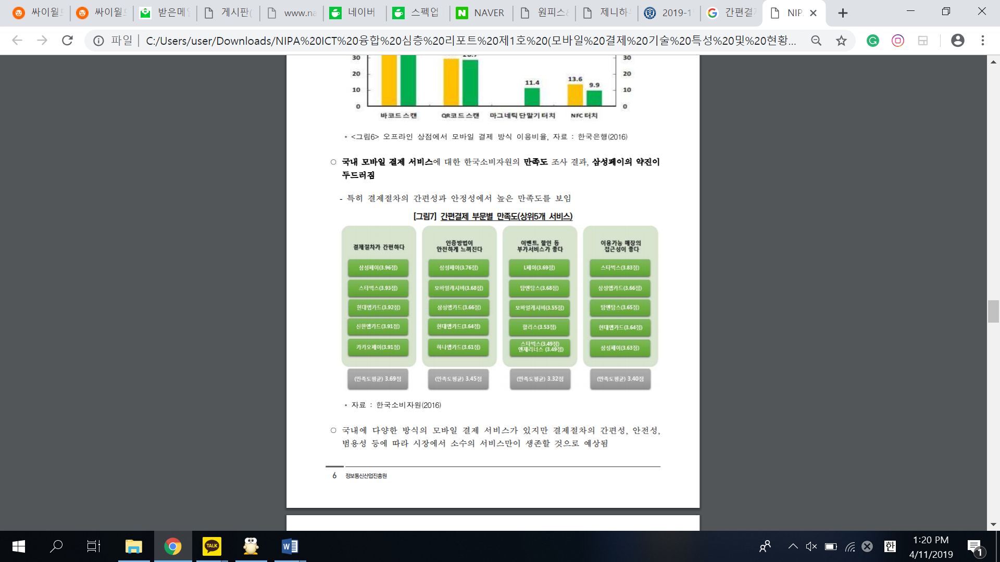 싸이월드
싸이월드
받은메일
게시판(
www.na
네이버
스펙업
NAVER
원피스&
제니하우
2019-1
간편결제
NIP
파일
C:/Users/user/Downloads/NIPA%20ICT%20융합%20심층%20리포트%20제1호%20(모바일%20결제%20기술%20특성%20및%20현황...
30
30
20
20
10
10
0
0
11.4
13.6
9.9
바코드 스캔
QR코드 스캔
마그네틱 단말기 터치
NFC 터치
* <그림6> 오프라인 상점에서 모바일 결제 방식 이용비율, 자료 : 한국은행(2016)
○ 국내 모바일 결제 서비스에 대한 한국소비자원의 만족도 조사 결과, 삼성페이의 약진이
두드러짐
- 특히 결제절차의 간편성과 안정성에서 높은 만족도를 보임
[그림7] 간편결제 부문별 만족도(상위5개 서비스)
결제절차가 간편하다
삼성페이(3.96점)
스타벅스(3.93점)
현대앱카드(3.92점)
신한앱카드(3.91점)
카카오페이(3.91점)
(만족도평균) 3.69점
인증방법이
안전하게 느껴진다
삼성페이(3.76점)
모바일캐시비(3.68점)
삼성앱카드(3.66점)
현대앱카드(3.64점)
하나앱카드(3.61점)
(만족도평균) 3.45점
이벤트, 할인 등
부가서비스가 좋다
L페이(3.69점)
탐앤탐스(3.68점)
모바일캐시비(3.55점)
할리스(3.53점)
스타벅스(3.49점)
엔제리너스 (3.49점)
(만족도평균) 3.32점
이용가능 매장의
접근성이 좋다
스타벅스(3.83점)
삼성앱카드(3.66점)
탐앤탐스(3.65점)
현대앱카드(3.64점)
삼성페이(3.63점)
(만족도평균) 3.40점
* 자료 : 한국소비자원(2016)
○ 국내에 다양한 방식의 모바일 결제 서비스가 있지만 결제절차의 간편성, 안전성,
범용성 등에 따라 시장에서 소수의 서비스만이 생존할 것으로 예상됨
6 정보통신산업진흥원
TALK
한
1:20 PM
4/11/2019
1